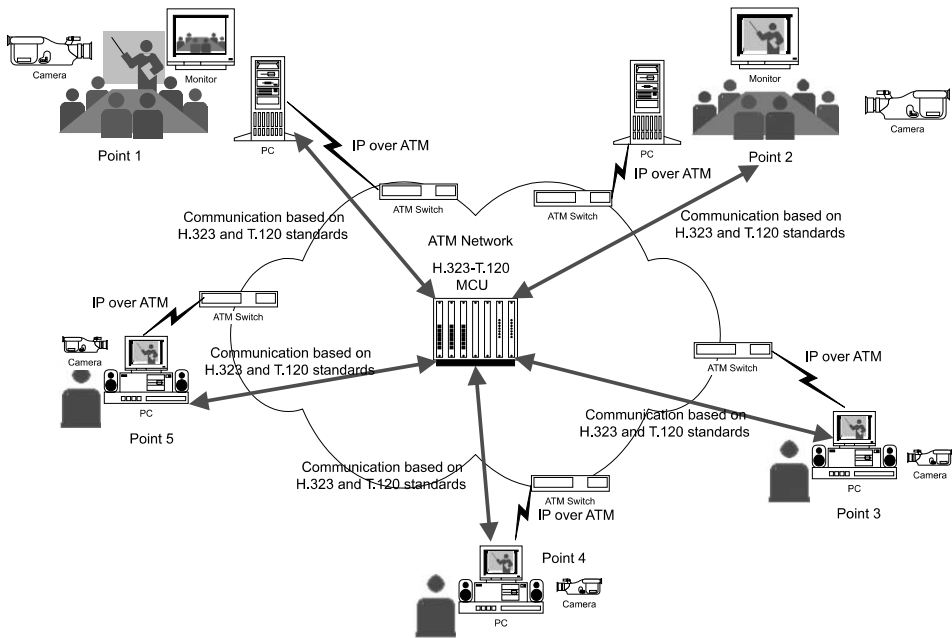 Camera
Monitor
Point 1
PC
IP over ATM
ATM Switch
Communication based on
H.323 and T.120 standards
Monitor
Camera
Point 2
PC
IP over ATM
ATM Switch
Communication based on
H.323 and T.120 standards
ATM Network
H.323-T.120
MCU
IP over ATM
ATM Switch
Camera
PC
Point 5
Communication based on
H.323 and T.120 standards
ATM Switch
IP over ATM
Communication based on
H.323 and T.120 standards
PC
Camera
Point 3
Communication based on
H.323 and T.120 standards
ATM Switch
IP over ATM
Point 4
PC
Camera